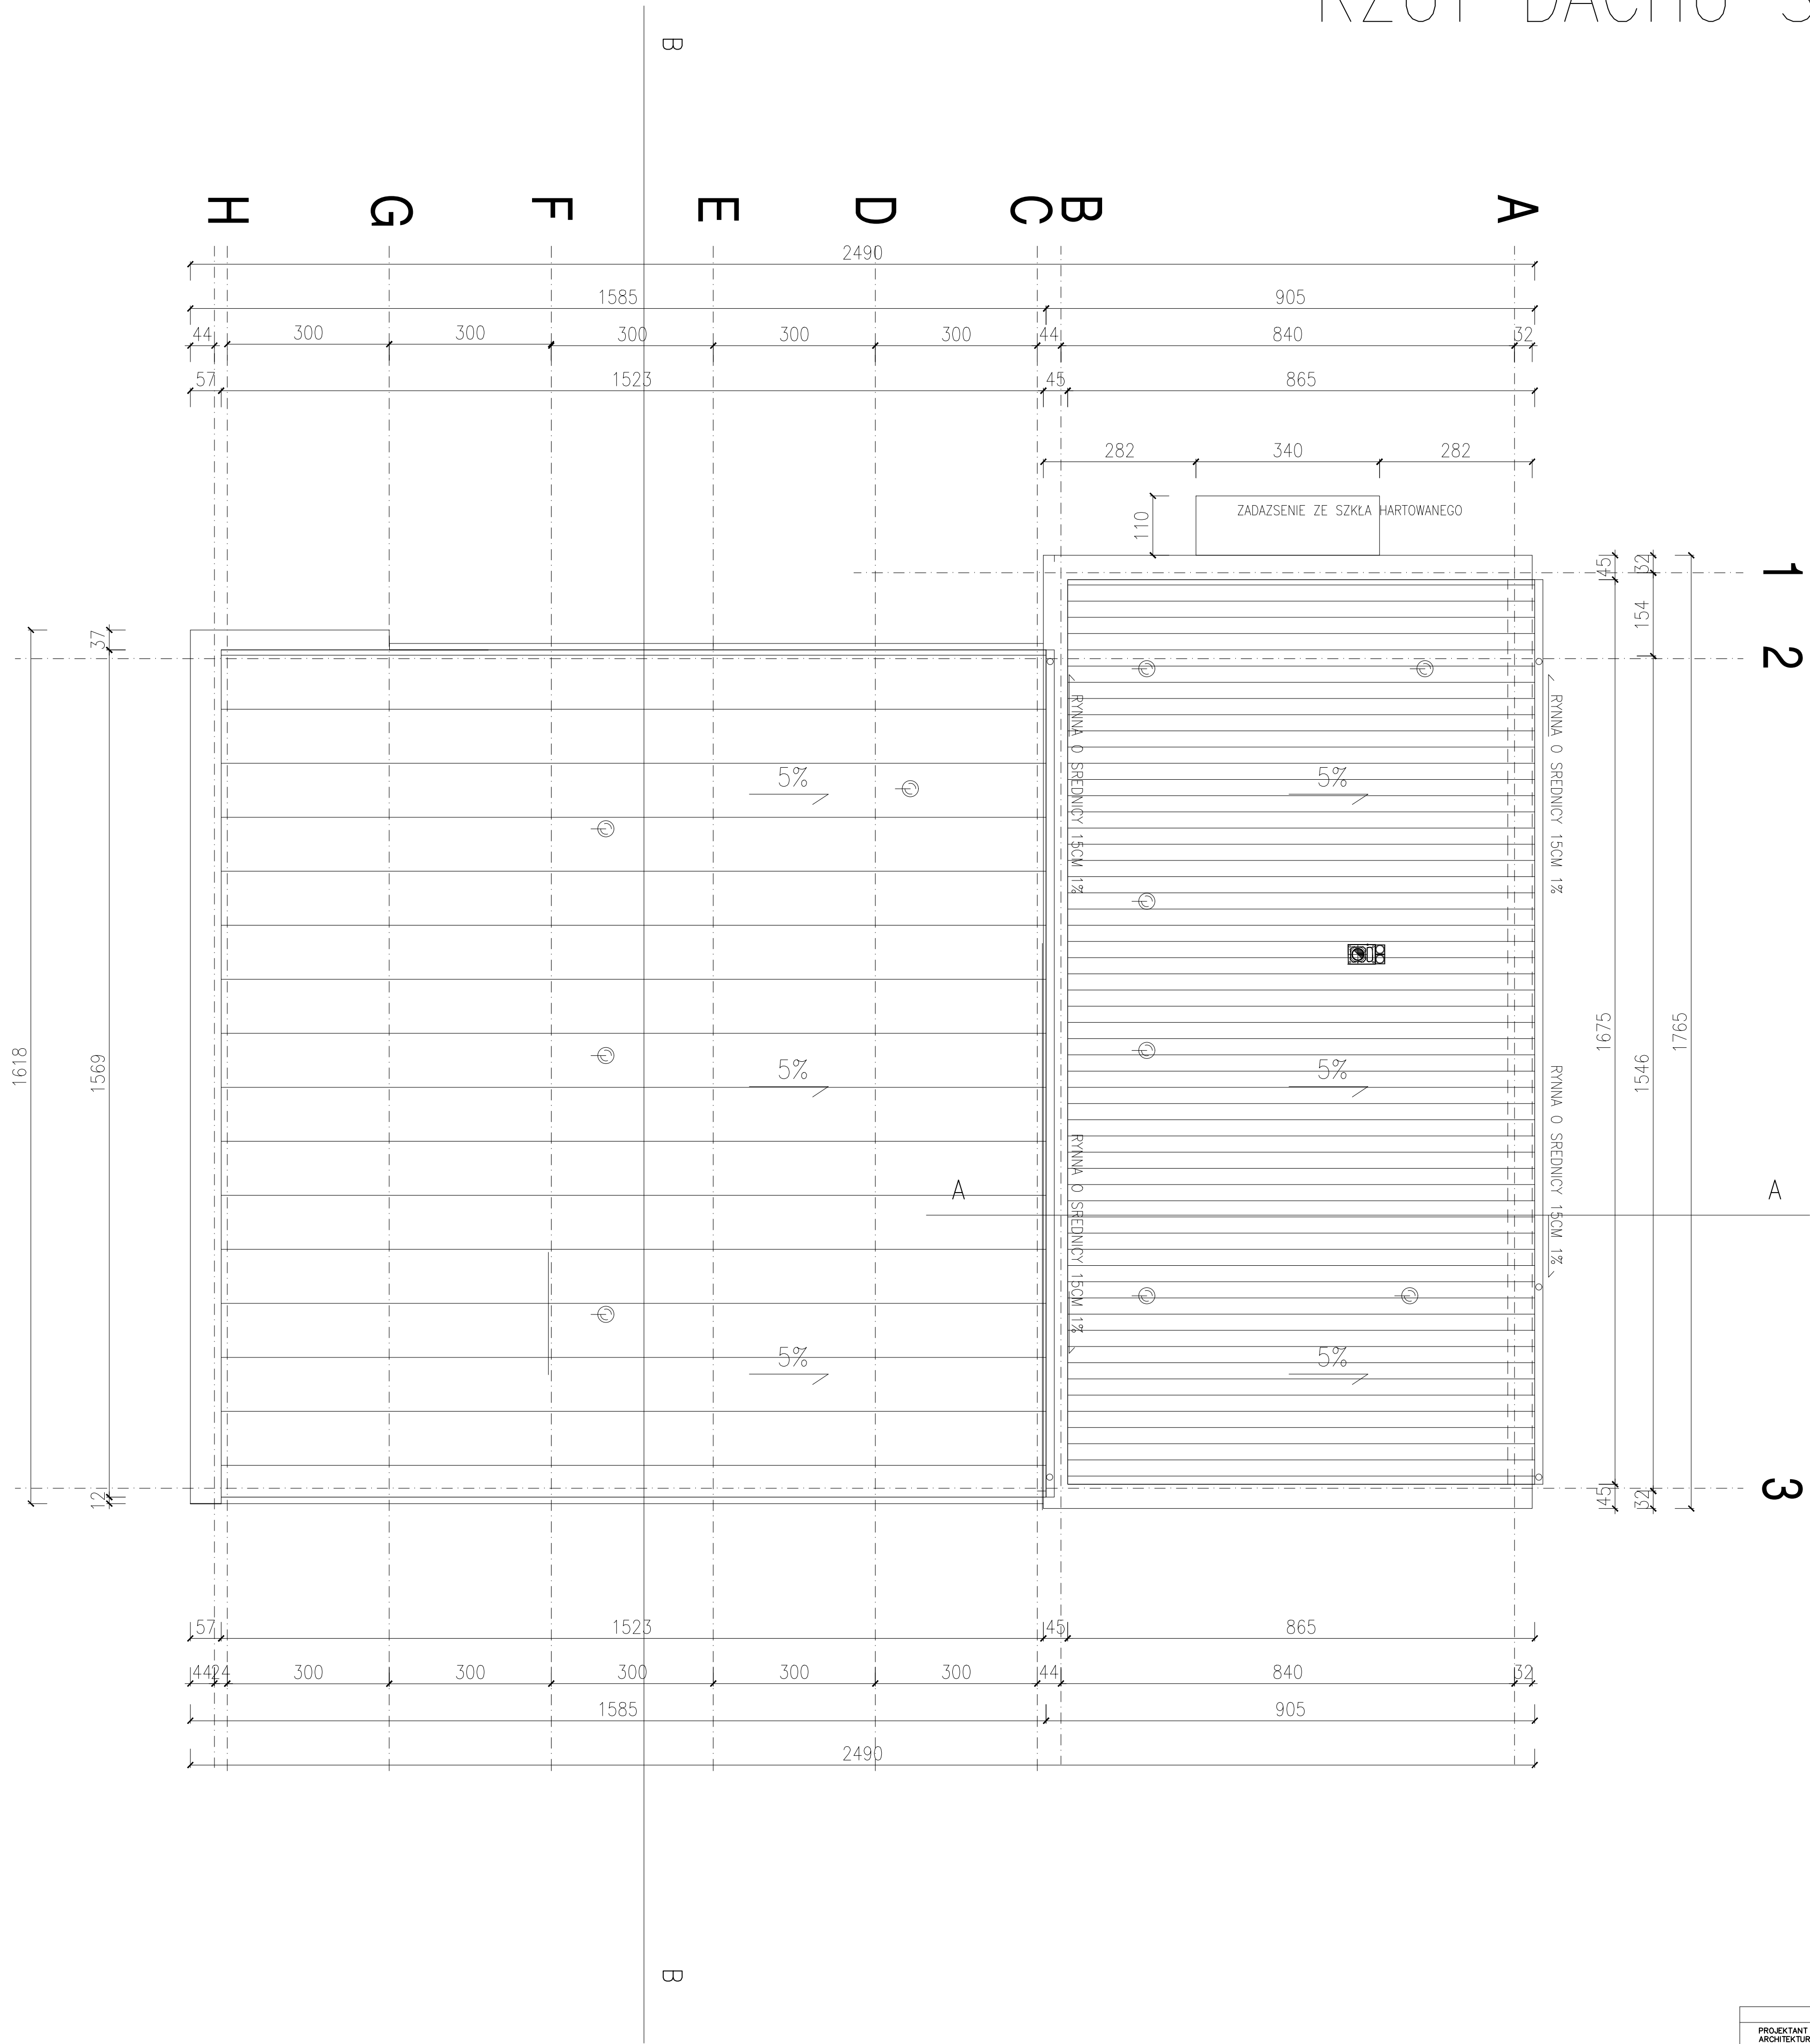 RZUT DACHU S
B
H G F E D C B A
2490
1585 905
44 300 300 300 300 300 44 840 32
57 1523 45 865
282 340 282
110
ZADAZSENIE ZE SZKŁA HARTOWANEGO
45 32
1
154
37
2
RYNNA O SREDNICY 15CM 1%
RYNNA O SREDNICY 15CM 1%
5% 5%
1618 1569
5% 5%
1675 1546 1765
RYNNA O SREDNICY 15CM 1%
RYNNA O SREDNICY 15CM 1%
A A
5% 5%
12
45 32
3
57 1523 45 865
44 24 300 300 300 300 300 44 840 32
1585 905
2490
B
PROJEKTANT